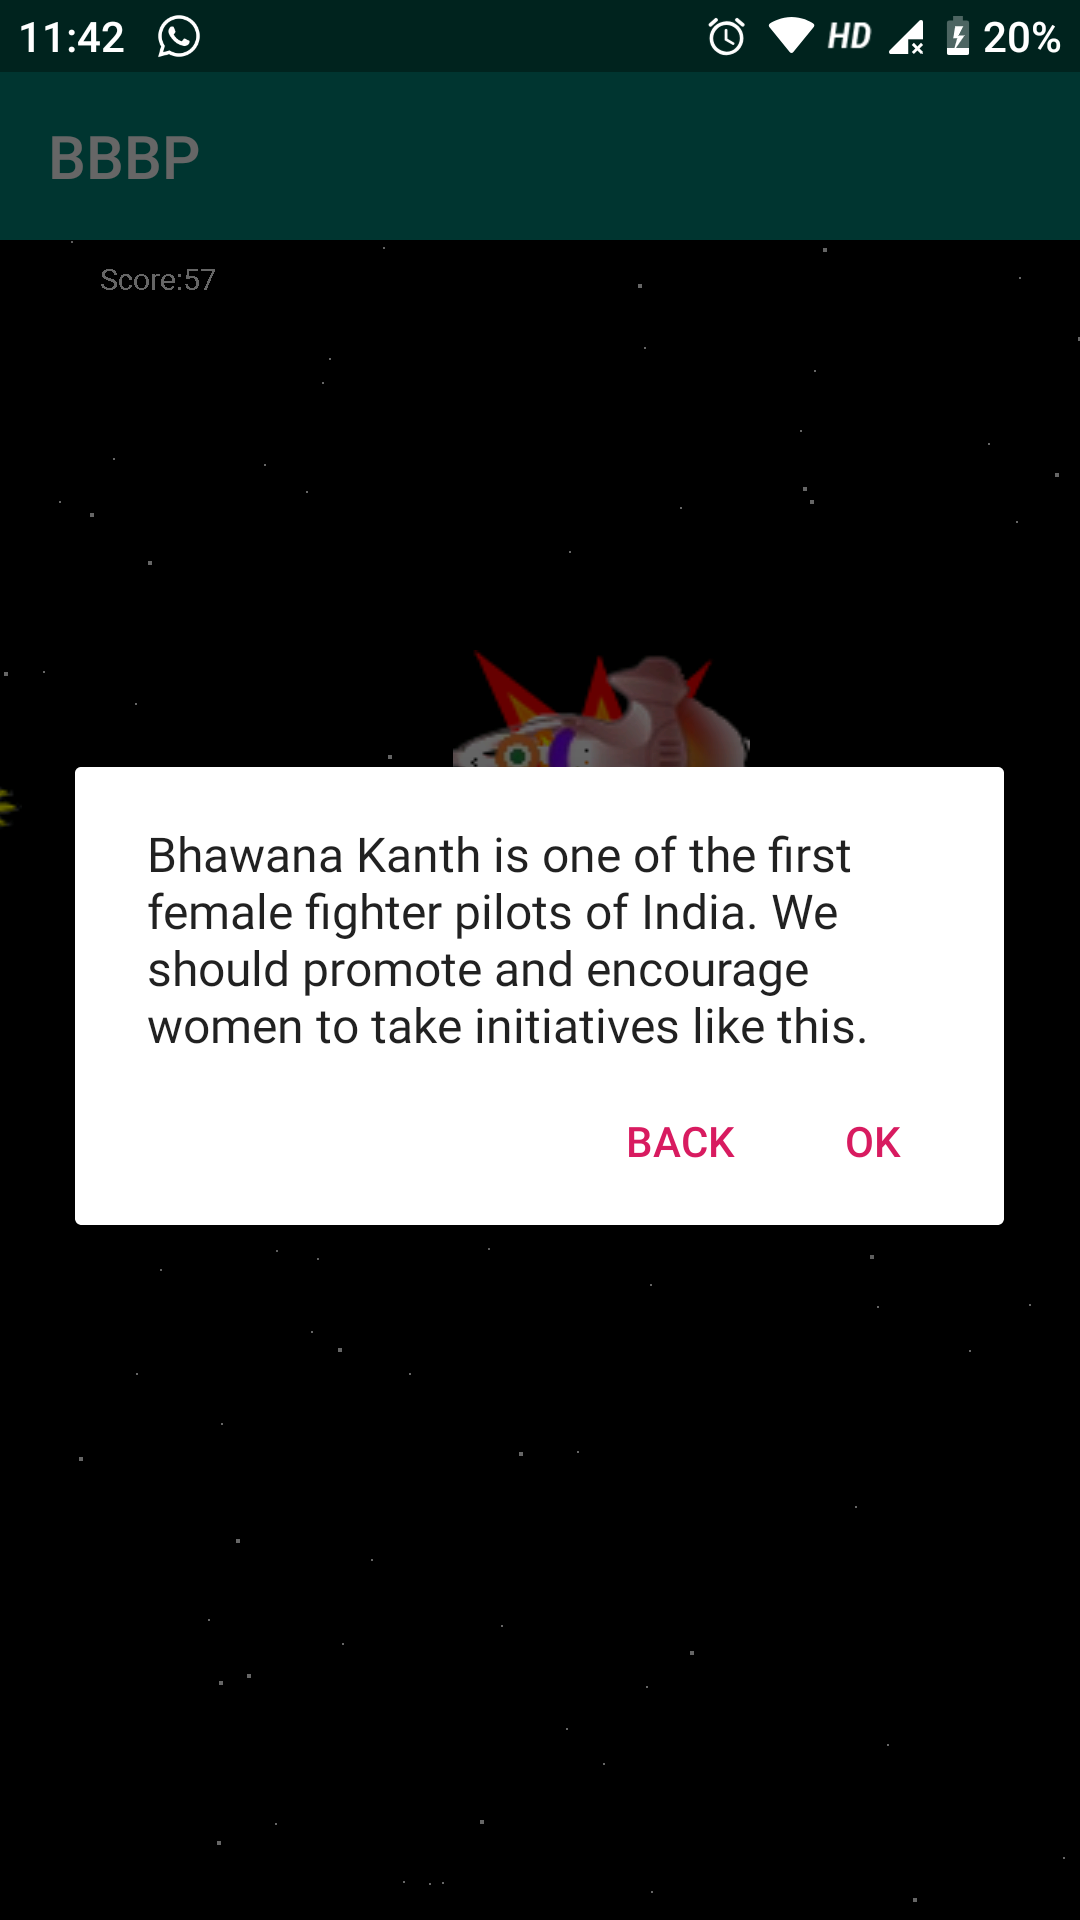 11:42 HD 20%
BBBP
Score:57
Bhawana Kanth is one of the first
female fighter pilots of India. We
should promote and encourage
women to take initiatives like this.
BACK OK